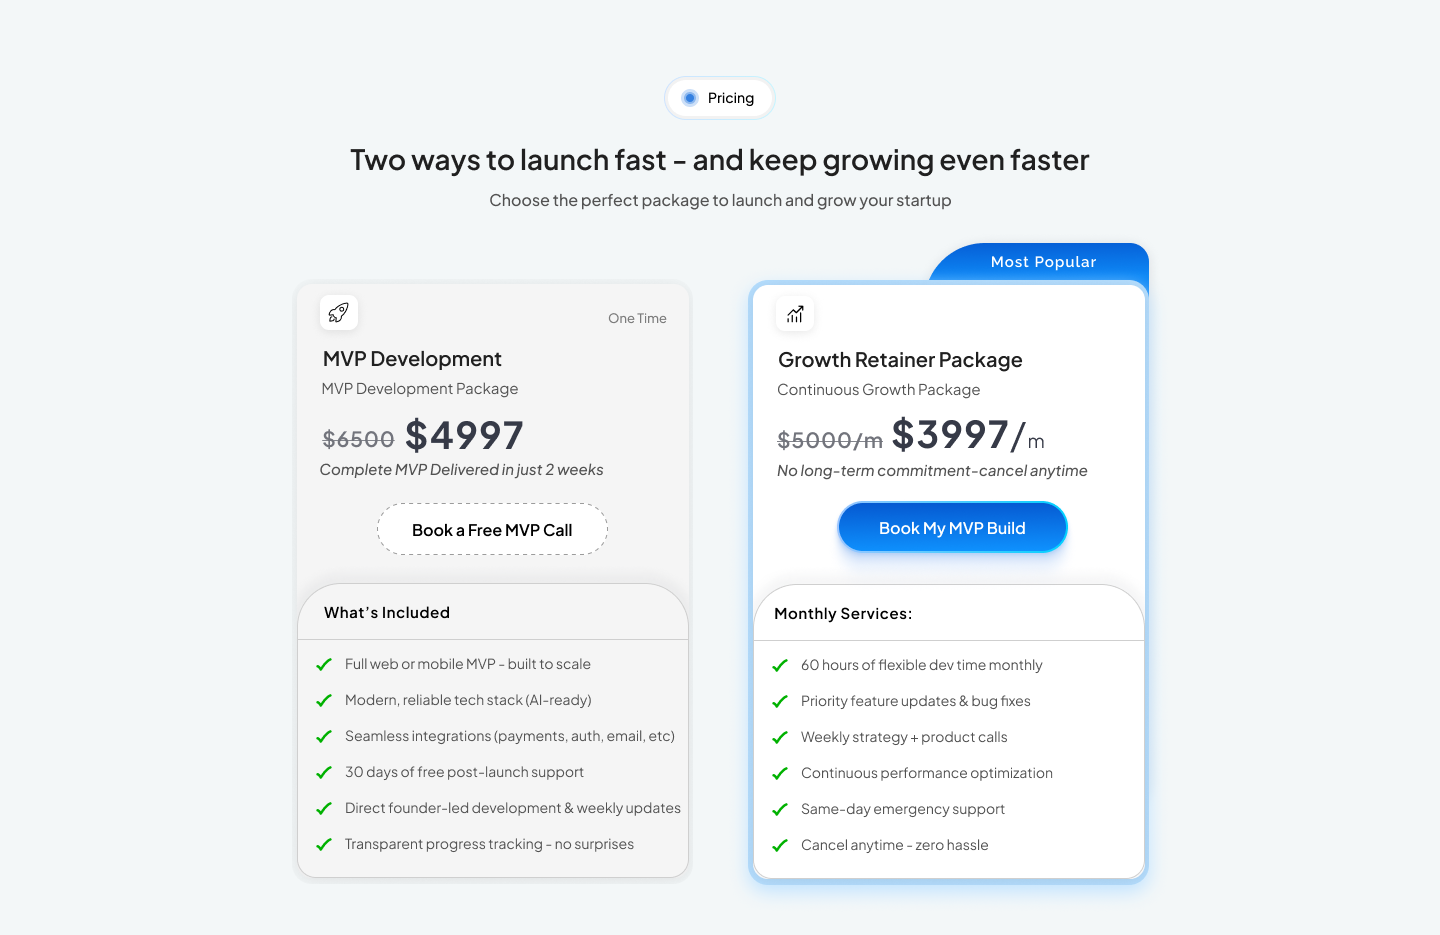 Pricing
Two ways to launch fast – and keep growing even faster
Choose the perfect package to launch and grow your startup
One Time
MVP Development
MVP Development Package
$6500 $4997
Complete MVP Delivered in just 2 weeks
Book a Free MVP Call
What’s Included
Full web or mobile MVP - built to scale
Modern, reliable tech stack (AI-ready)
Seamless integrations (payments, auth, email, etc)
30 days of free post-launch support
Direct founder-led development & weekly updates
Transparent progress tracking - no surprises
Most Popular
Growth Retainer Package
Continuous Growth Package
$5000/m $3997/m
No long-term commitment-cancel anytime
Book My MVP Build
Monthly Services:
60 hours of flexible dev time monthly
Priority feature updates & bug fixes
Weekly strategy + product calls
Continuous performance optimization
Same-day emergency support
Cancel anytime - zero hassle